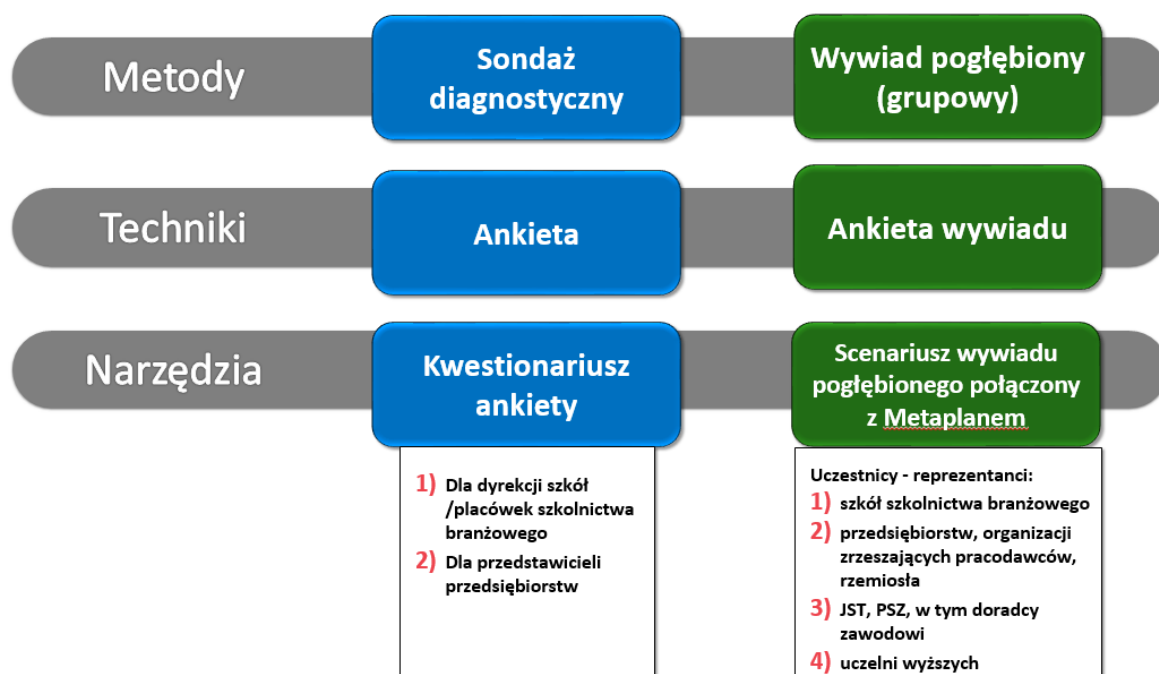 Metody
Sondaż
diagnostyczny
Wywiad pogłębiony
(grupowy)
Techniki
Ankieta
Ankieta wywiadu
Narzędzia
Kwestionariusz
ankiety
Scenariusz wywiadu
pogłębionego połączony
z Metaplanem
1) Dla dyrekcji szkół
/placówek szkolnictwa
branżowego
2) Dla przedstawicieli
przedsiębiorstw
Uczestnicy - reprezentanci:
1) szkół szkolnictwa branżowego
2) przedsiębiorstw, organizacji
zrzeszających pracodawców,
rzemiosła
3) JST, PSZ, w tym doradcy
zawodowi
4) uczelni wyższych